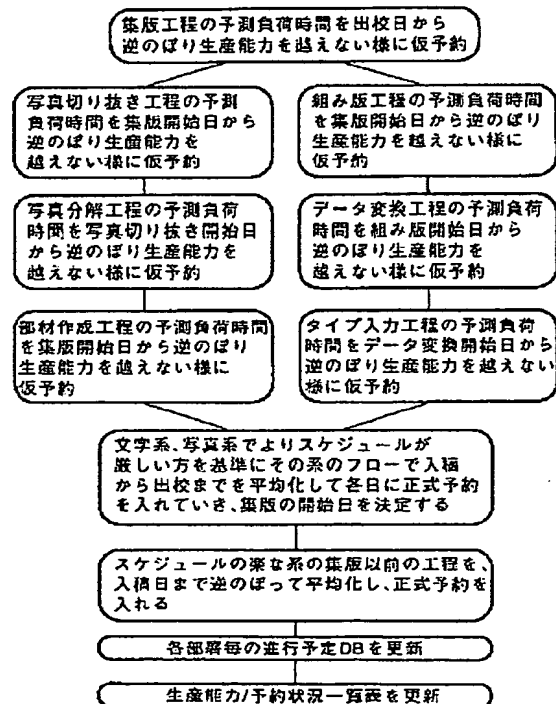 集版工程の予測負荷時間を出校日から
逆のぼり生産能力を越えない様に仮予約
写真切り抜き工程の予測
負荷時間を集版開始日から
逆のぼり生産能力を
越えない様に仮予約
組み版工程の予測負荷時間
を集版開始日から逆のぼり
生産能力を越えない様に
仮予約
写真分解工程の予測負荷
時間を写真切り抜き開始日
から逆のぼり生産能力を
越えない様に仮予約
データ変換工程の予測負荷
時間を組み版開始日から
逆のぼり生産能力を
越えない様に仮予約
部材作成工程の予測負荷時間
を集版開始日から逆のぼり
生産能力を越えない様に
仮予約
タイプ入力工程の予測負荷
時間をデータ変換開始日から
逆のぼり生産能力を越えない
様に仮予約
文字系、写真系でよりスケジュールが
厳しい方を基準にその系のフローで入稿
から出校までを平均化して各日に正式予約
を入れていき、集版の開始日を決定する
スケジュールの楽な系の集版以前の工程を、
入稿日まで逆のぼって平均化し、正式予約を
入れる
各部署毎の進行予定DBを更新
生産能力/予約状況一覧表を更新